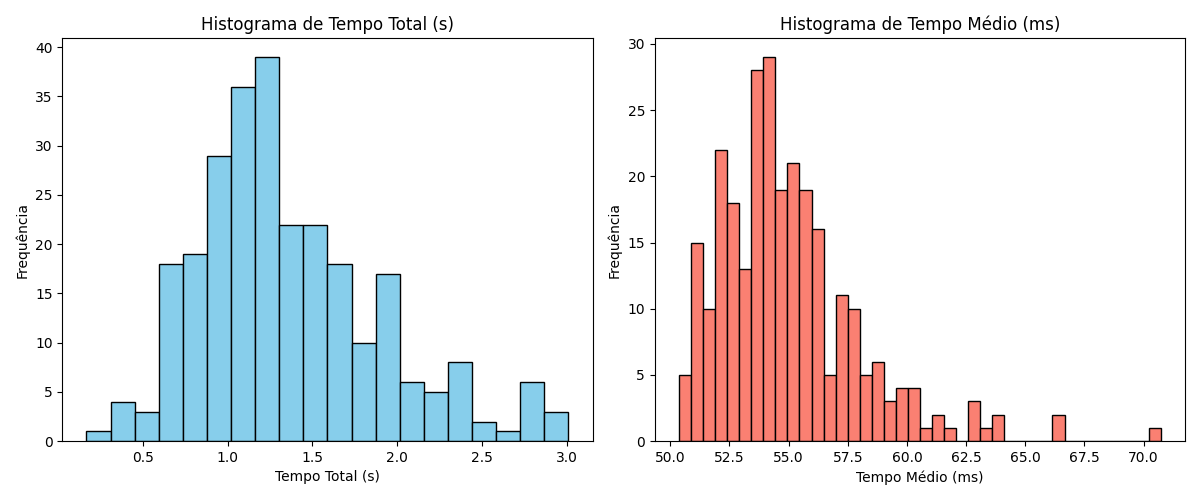 Histograma de Tempo Total (s)
40
35
30
25
20
15
10
5
0
Frequência
0.5 1.0 1.5 2.0 2.5 3.0
Tempo Total (s)
Histograma de Tempo Médio (ms)
30
25
20
15
10
5
0
Frequência
50.0 52.5 55.0 57.5 60.0 62.5 65.0 67.5 70.0
Tempo Médio (ms)